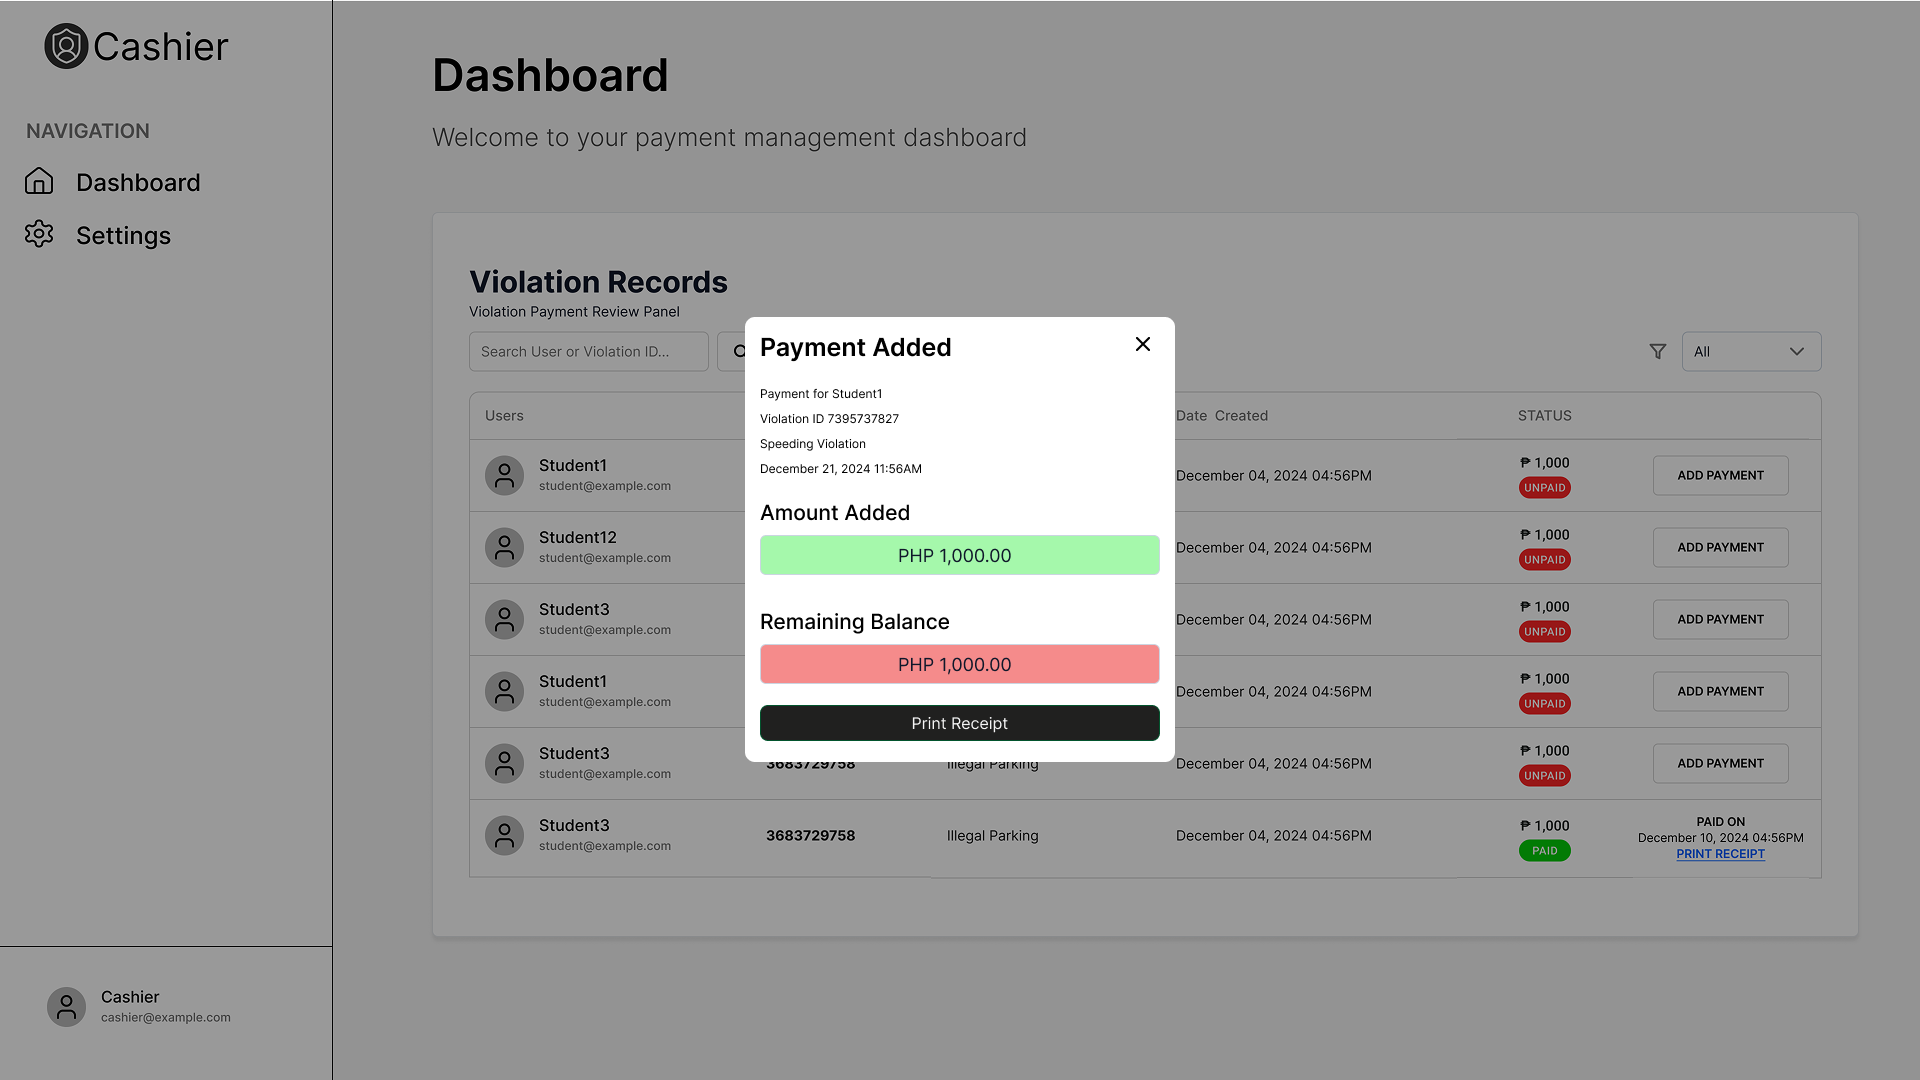 Cashier
NAVIGATION
Dashboard
Settings
Cashier
cashier@example.com
Dashboard
Welcome to your payment management dashboard
Violation Records
Violation Payment Review Panel
Search User or Violation ID...
All
Users
Date Created
STATUS
Student1
student@example.com
December 04, 2024 04:56PM
₱ 1,000
UNPAID
ADD PAYMENT
Student12
student@example.com
December 04, 2024 04:56PM
₱ 1,000
UNPAID
ADD PAYMENT
Student3
student@example.com
December 04, 2024 04:56PM
₱ 1,000
UNPAID
ADD PAYMENT
Student1
student@example.com
December 04, 2024 04:56PM
₱ 1,000
UNPAID
ADD PAYMENT
Student3
student@example.com
3683729758
Illegal Parking
December 04, 2024 04:56PM
₱ 1,000
UNPAID
ADD PAYMENT
Student3
student@example.com
3683729758
Illegal Parking
December 04, 2024 04:56PM
₱ 1,000
PAID
PAID ON
December 10, 2024 04:56PM
PRINT RECEIPT
Payment Added
Payment for Student1
Violation ID 7395737827
Speeding Violation
December 21, 2024 11:56AM
Amount Added
PHP 1,000.00
Remaining Balance
PHP 1,000.00
Print Receipt